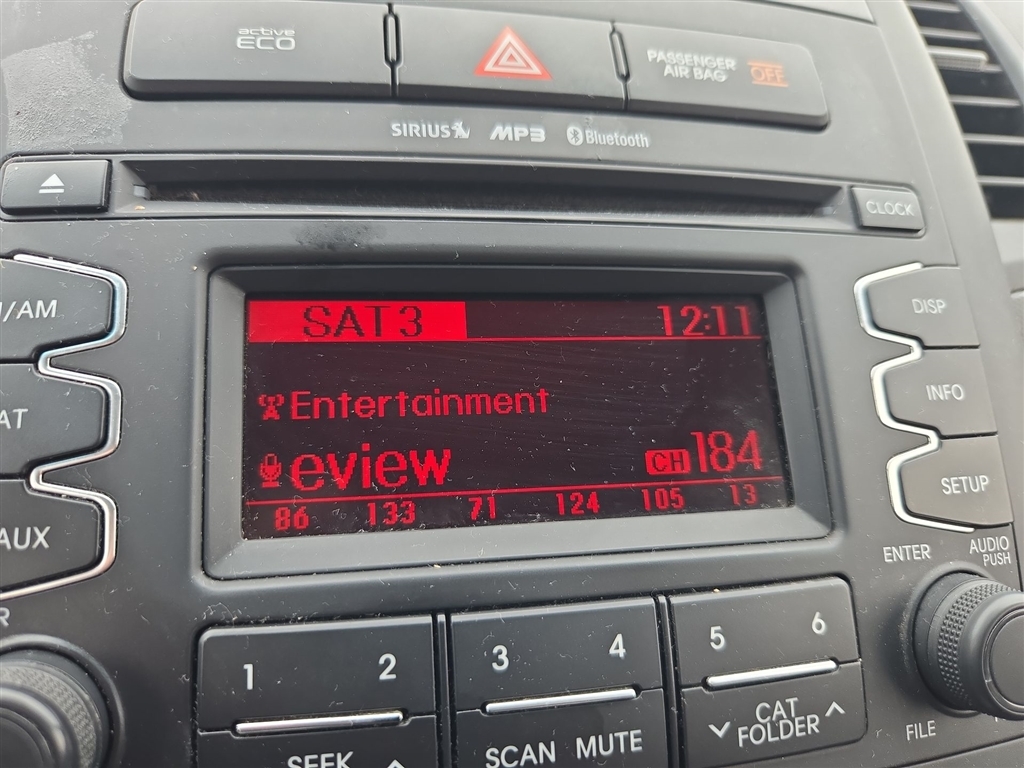 active
ECO
PASSENGER
AIR BAG OFF
SIRIUS MP3 Bluetooth
CLOCK
/AM
SAT3 12:11
DISP
Entertainment
INFO
AT
eview CH 184
SETUP
86 133 71 124 105 13
AUX
ENTER AUDIO
PUSH
R
1 2 3 4 5 6
SEEK SCAN MUTE CAT
FOLDER
FILE